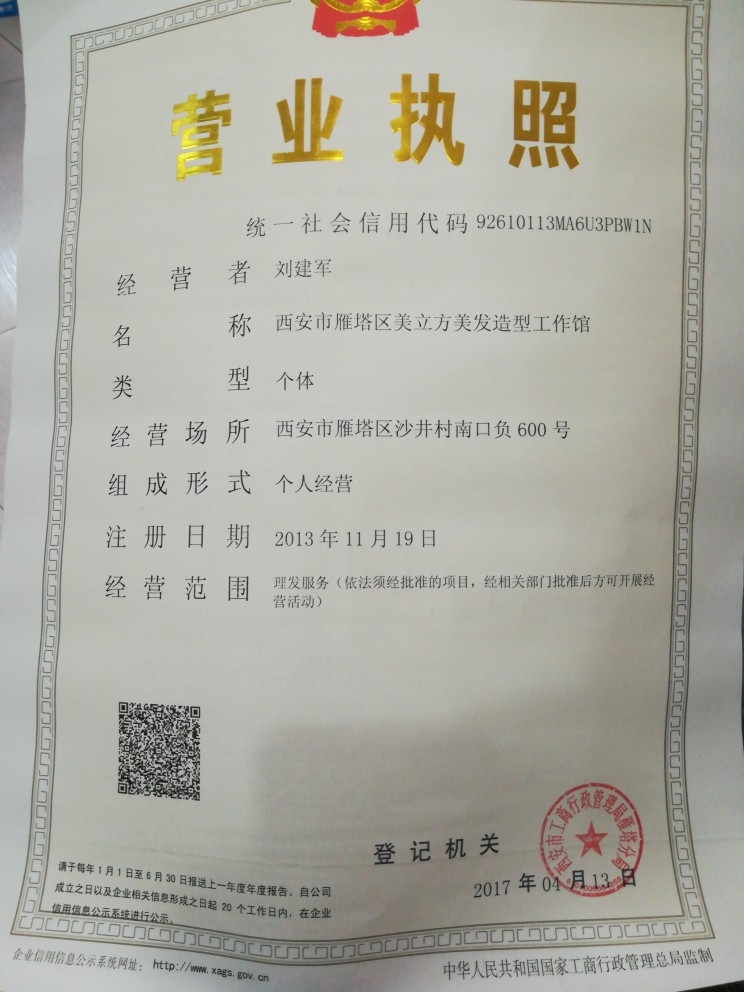 营业执照
统一社会信用代码 92610113MA6U3PBW1N
经营者 刘建军
名称 西安市雁塔区美立方美发造型工作馆
类型 个体
经营场所 西安市雁塔区沙井村南口负600号
组成形式 个人经营
注册日期 2013年11月19日
经营范围 理发服务（依法须经批准的项目，经相关部门批准后方可开展经
营活动）
登记机关
西安市工商行政管理局雁塔分局
2017年04月13日
请于每年1月1日至6月30日报送上一年度年度报告。自公司
成立之日以及企业相关信息形成之日起20个工作日内，在企业
信用信息公示系统进行公示。
企业信用信息公示系统网址： http://www.xags.gov.cn
中华人民共和国国家工商行政管理总局监制